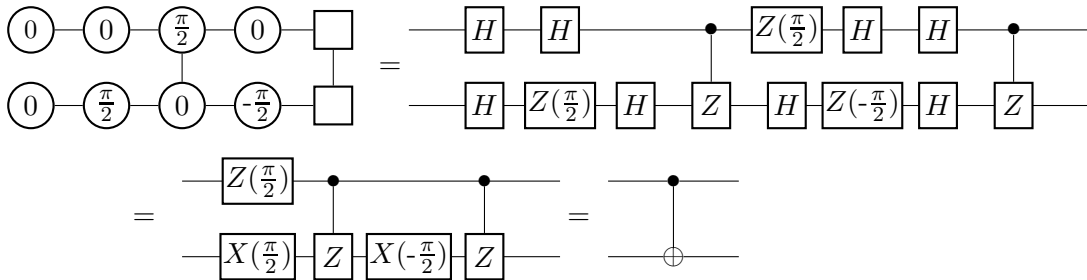 0 0 π/2 0 = H H Z(π/2) H H
0 π/2 0 -π/2 H Z(π/2) H Z H Z(-π/2) H Z
= Z(π/2) =
X(π/2) Z X(-π/2) Z